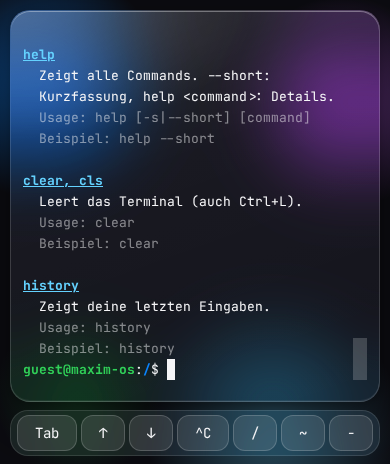 help
Zeigt alle Commands. --short:
Kurzfassung, help <command>: Details.
Usage: help [-s|--short] [command]
Beispiel: help --short
clear, cls
Leert das Terminal (auch Ctrl+L).
Usage: clear
Beispiel: clear
history
Zeigt deine letzten Eingaben.
Usage: history
Beispiel: history
guest@maxim-os:/$
Tab ↑ ↓ ^C / ~ -